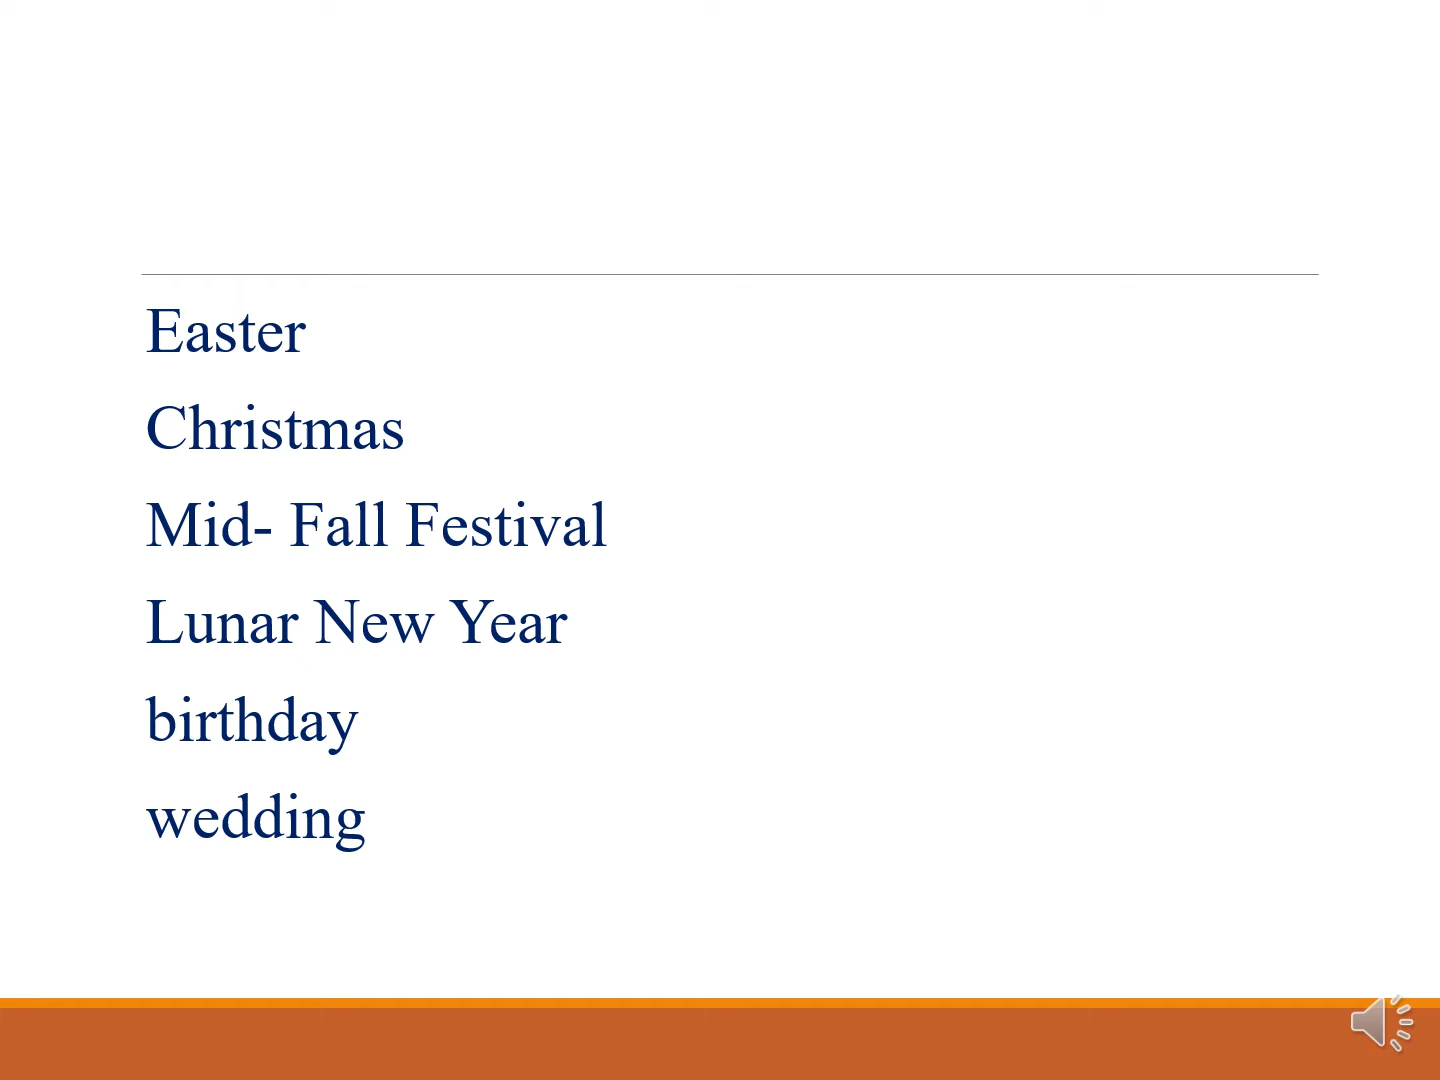 Easter
Christmas
Mid- Fall Festival
Lunar New Year
birthday
wedding